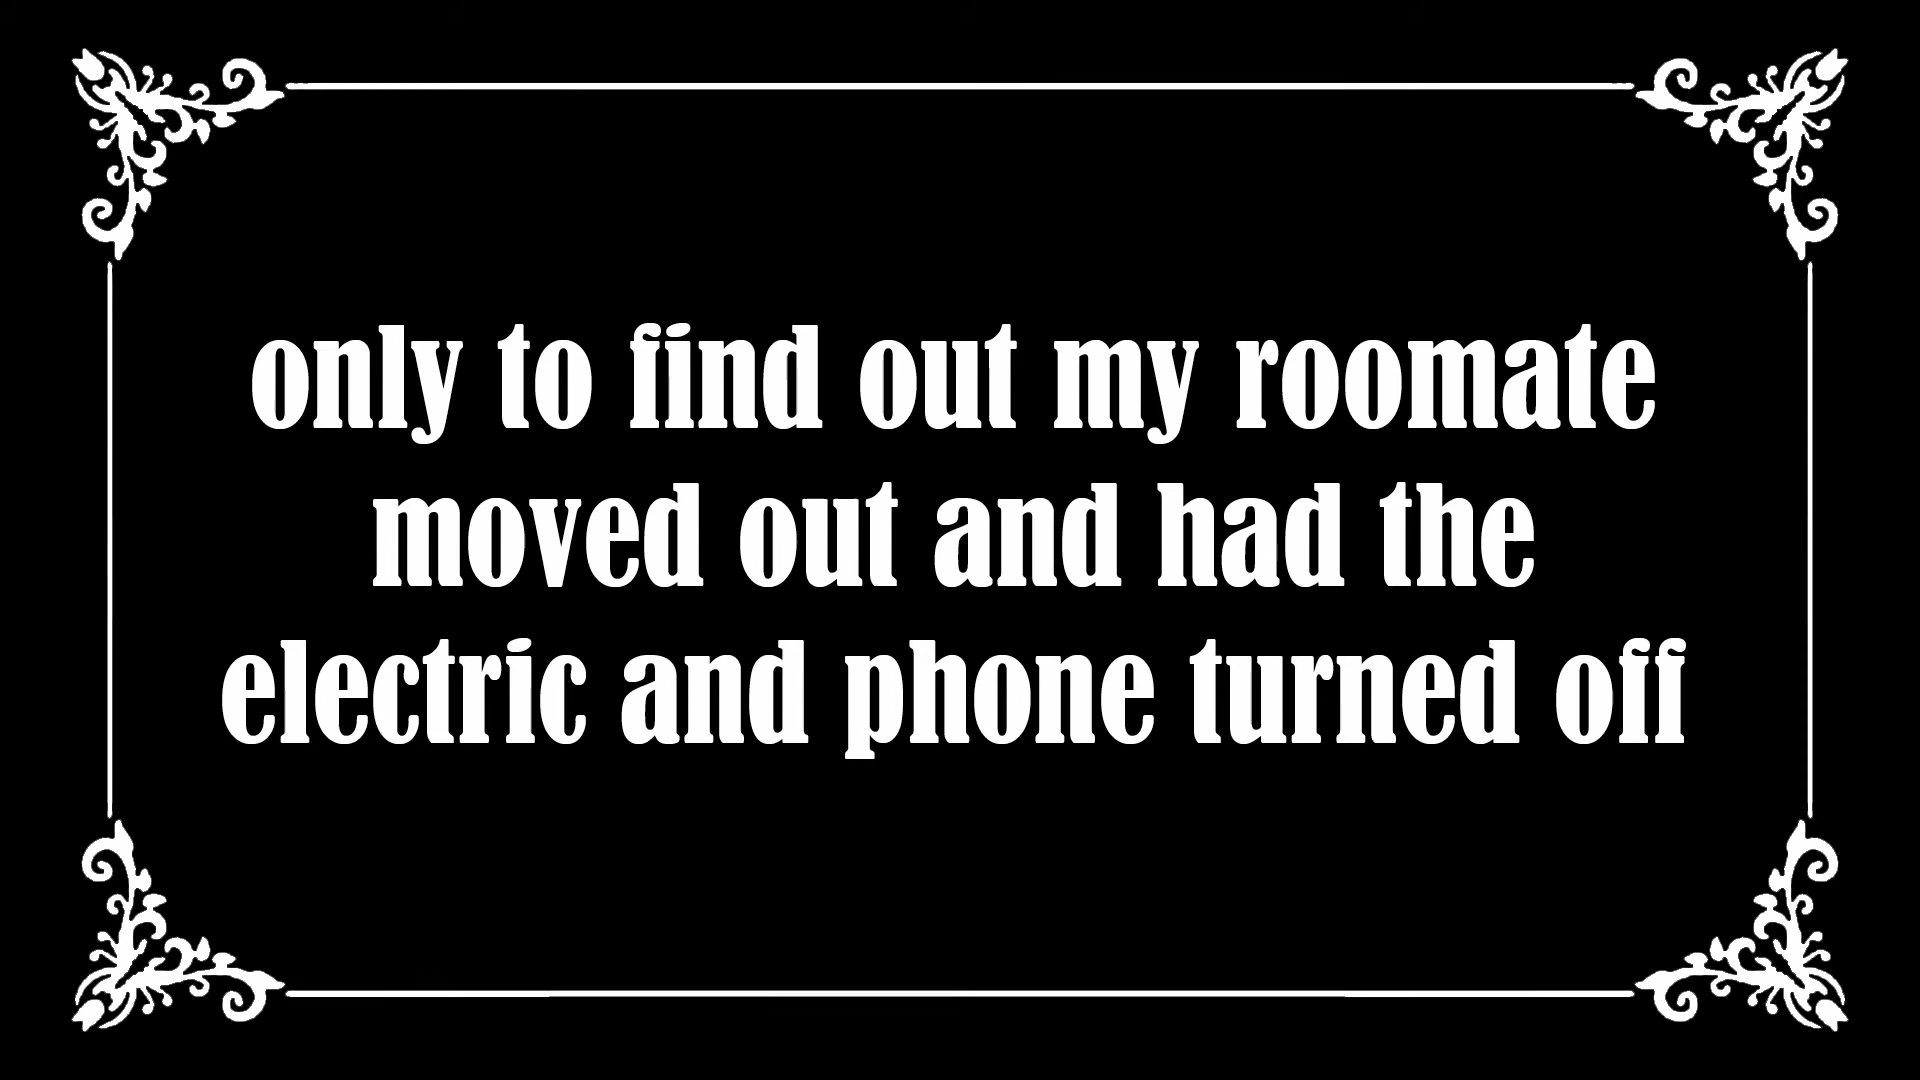 only to find out my roomate
moved out and had the
electric and phone turned off